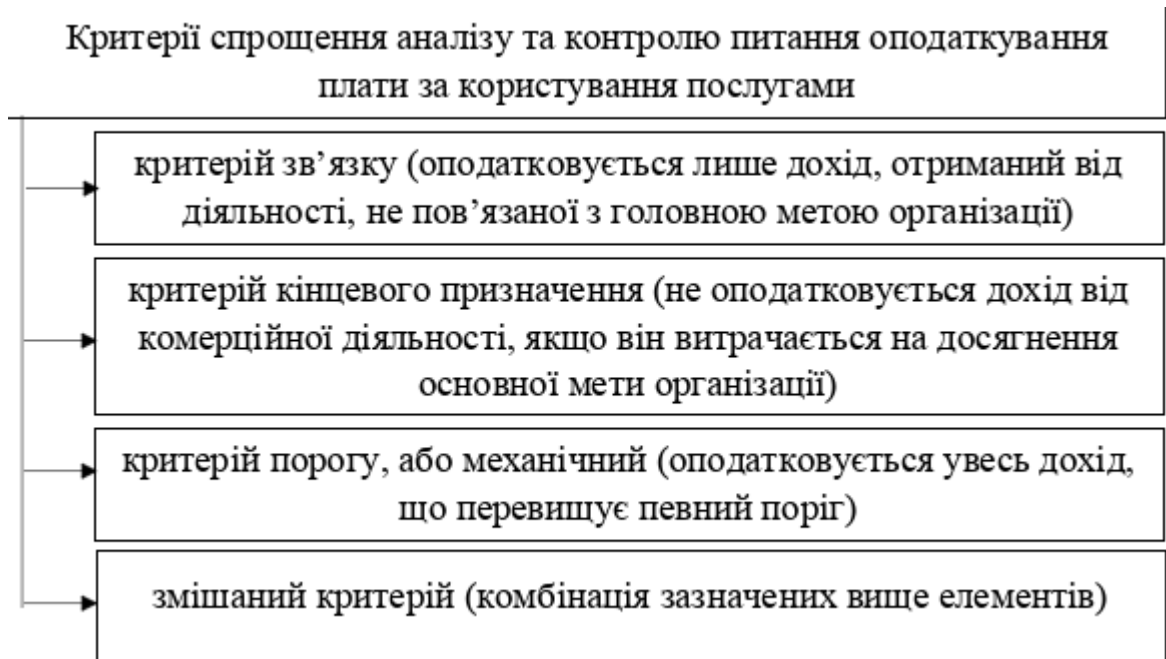 Критерії спрощення аналізу та контролю питання оподаткування
плати за користування послугами
критерій зв’язку (оподатковується лише дохід, отриманий від
діяльності, не пов’язаної з головною метою організації)
критерій кінцевого призначення (не оподатковується дохід від
комерційної діяльності, якщо він витрачається на досягнення
основної мети організації)
критерій порогу, або механічний (оподатковується увесь дохід,
що перевищує певний поріг)
змішаний критерій (комбінація зазначених вище елементів)